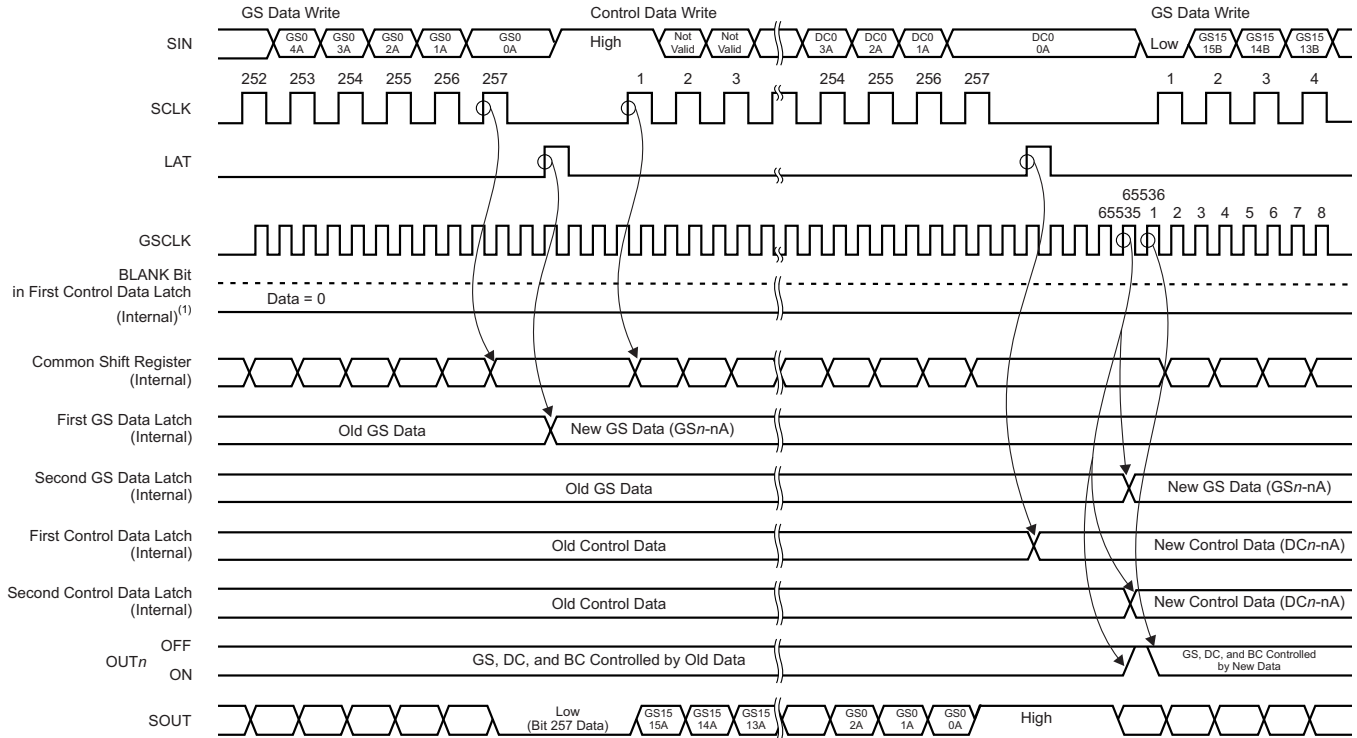 GS Data Write Control Data Write GS Data Write
SIN
GS0 4A GS0 3A GS0 2A GS0 1A GS0 0A High Not Valid Not Valid DC0 3A DC0 2A DC0 1A DC0 0A Low GS15 15B GS15 14B GS15 13B
252 253 254 255 256 257 1 2 3 254 255 256 257 1 2 3 4
SCLK
LAT
65536
65535 1 2 3 4 5 6 7 8
GSCLK
BLANK Bit
in First Control Data Latch
(Internal)(1)
Data = 0
Common Shift Register
(Internal)
First GS Data Latch
(Internal)
Old GS Data New GS Data (GSn-nA)
Second GS Data Latch
(Internal)
Old GS Data New GS Data (GSn-nA)
First Control Data Latch
(Internal)
Old Control Data New Control Data (DCn-nA)
Second Control Data Latch
(Internal)
Old Control Data New Control Data (DCn-nA)
OFF
OUTn
ON
GS, DC, and BC Controlled by Old Data
GS, DC, and BC Controlled
by New Data
SOUT
Low
(Bit 257 Data)
GS15 15A GS15 14A GS15 13A GS0 2A GS0 1A GS0 0A High